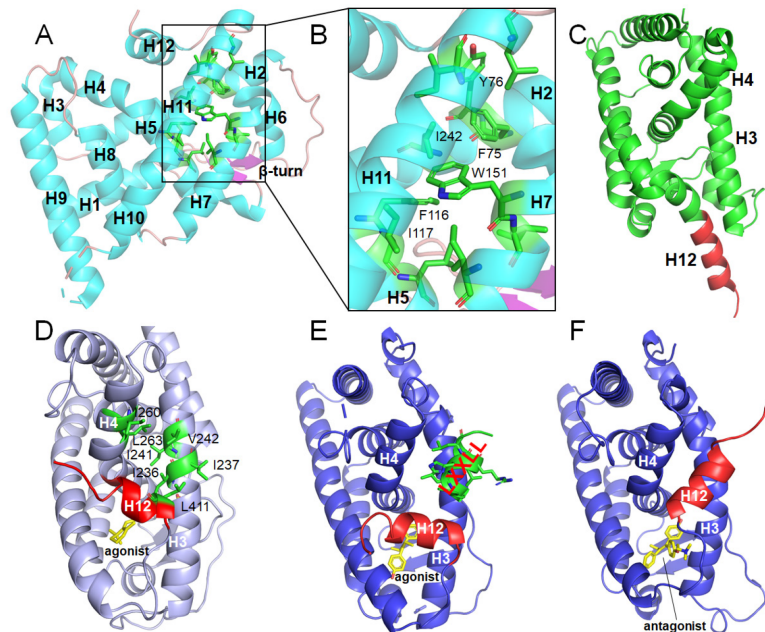 A
H12
H2
H3
H4
H11
H6
H5
H8
β-turn
H9
H1
H10
H7
B
Y76
H2
I242
F75
W151
H11
F116
H7
I117
H5
C
H4
H3
H12
D
H4
I260
L263
V242
I241
I236
I237
H12
L411
H3
agonist
E
H4
LXXLL
H12
H3
agonist
F
H4
H12
H3
antagonist